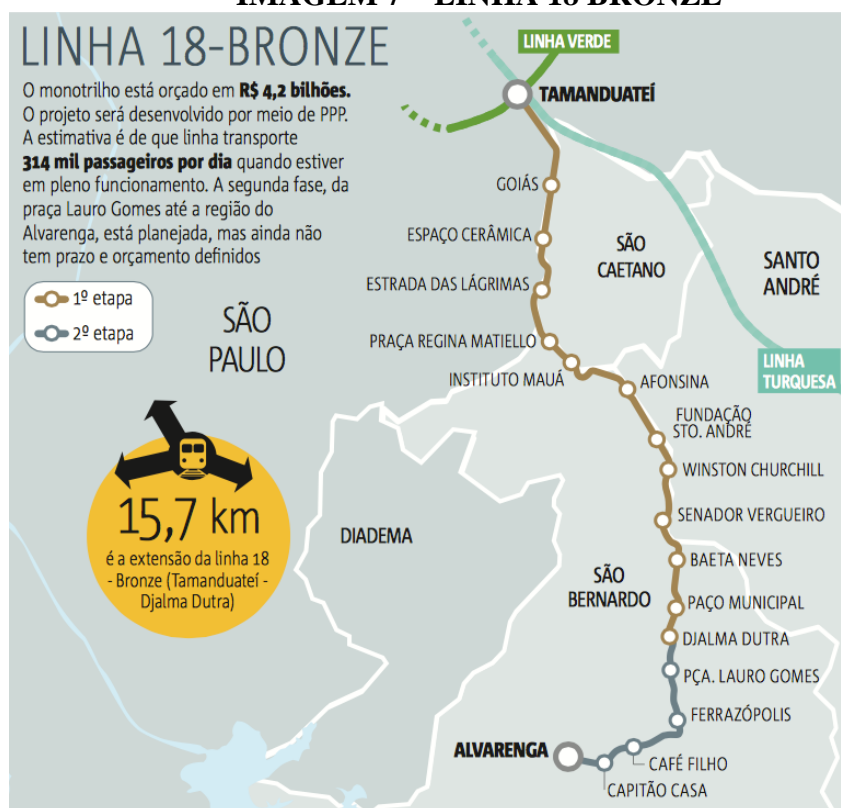 IMAGEM 7 – LINHA 18 BRONZE
LINHA 18-BRONZE
O monotrilho está orçado em R$ 4,2 bilhões.
O projeto será desenvolvido por meio de PPP.
A estimativa é de que linha transporte
314 mil passageiros por dia quando estiver
em pleno funcionamento. A segunda fase, da
praça Lauro Gomes até a região do
Alvarenga, está planejada, mas ainda não
tem prazo e orçamento definidos
1º etapa
2º etapa
LINHA VERDE
TAMANDUATEÍ
GOIÁS
ESPAÇO CERÂMICA
SÃO
CAETANO
SANTO
ANDRÉ
ESTRADA DAS LÁGRIMAS
SÃO
PAULO
PRAÇA REGINA MATIELLO
INSTITUTO MAUÁ
LINHA
TURQUESA
AFONSINA
FUNDAÇÃO
STO. ANDRÉ
WINSTON CHURCHILL
15,7 km
é a extensão da linha 18
- Bronze (Tamanduateí -
Djalma Dutra)
SENADOR VERGUEIRO
DIADEMA
BAETA NEVES
SÃO
BERNARDO
PAÇO MUNICIPAL
DJALMA DUTRA
PÇA. LAURO GOMES
FERRAZÓPOLIS
ALVARENGA
CAFÉ FILHO
CAPITÃO CASA